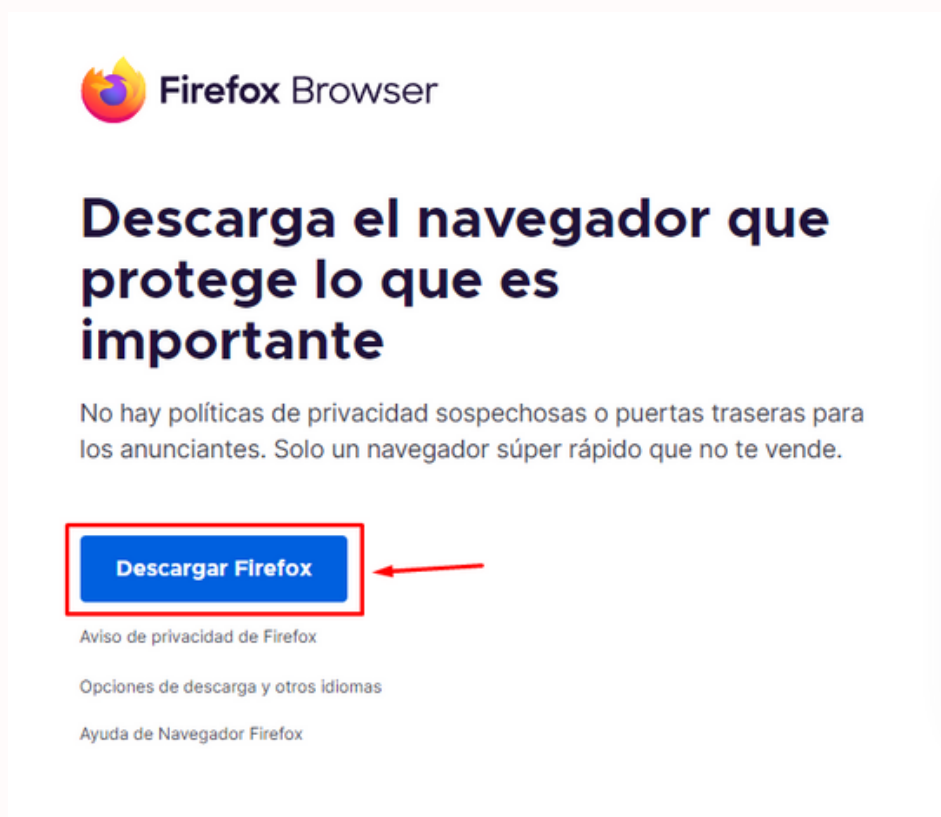 Firefox Browser
Descarga el navegador que
protege lo que es
importante
No hay políticas de privacidad sospechosas o puertas traseras para
los anunciantes. Solo un navegador súper rápido que no te vende.
Descargar Firefox
Aviso de privacidad de Firefox
Opciones de descarga y otros idiomas
Ayuda de Navegador Firefox